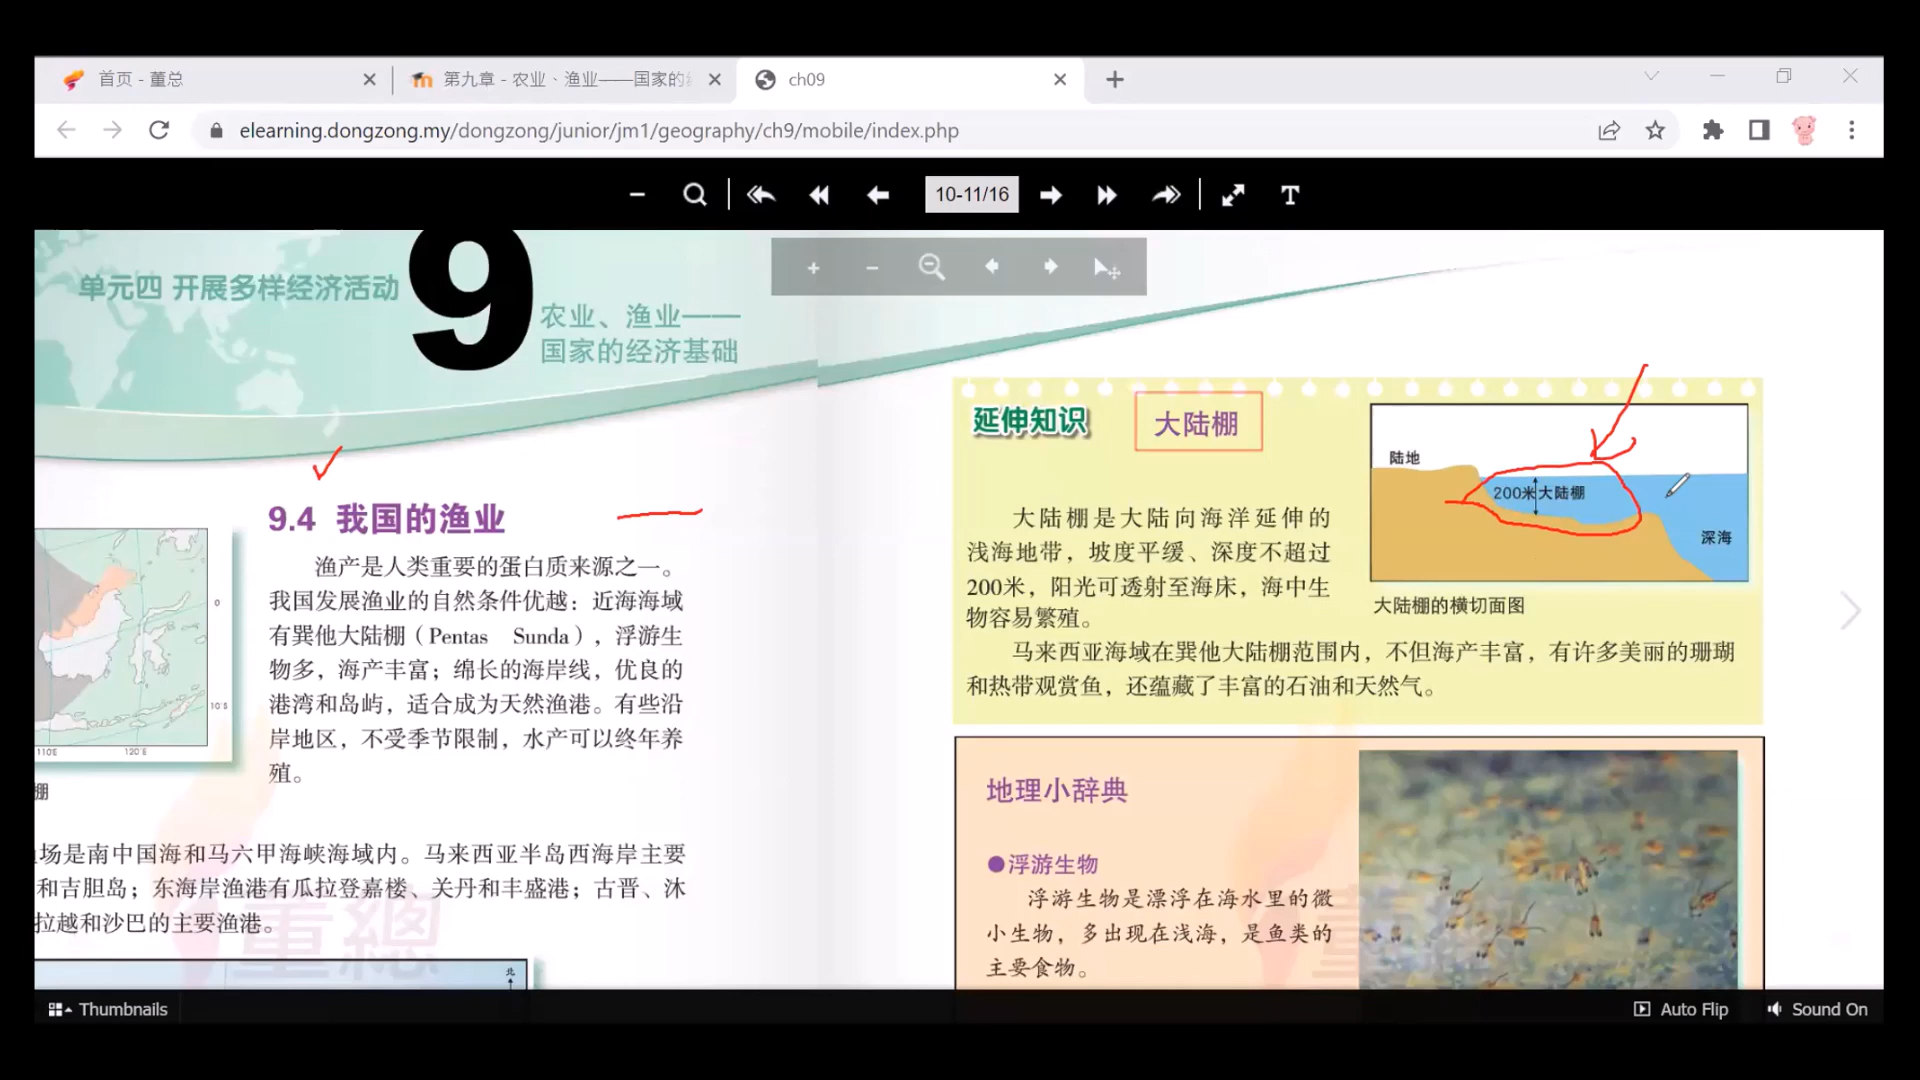 首页 - 董总
第九章 - 农业、渔业——国家的
ch09
elearning.dongzong.my/dongzong/junior/jm1/geography/ch9/mobile/index.php
10-11/16
单元四 开展多样经济活动
9
农业、渔业——
国家的经济基础
9.4 我国的渔业
渔产是人类重要的蛋白质来源之一。
我国发展渔业的自然条件优越：近海海域
有巽他大陆棚（Pentas Sunda），浮游生
物多，海产丰富；绵长的海岸线，优良的
港湾和岛屿，适合成为天然渔港。有些沿
岸地区，不受季节限制，水产可以终年养
殖。
0
10°S
110°E
120°E
棚
场是南中国海和马六甲海峡海域内。马来西亚半岛西海岸主要
和吉胆岛；东海岸渔港有瓜拉登嘉楼、关丹和丰盛港；古晋、沐
拉越和沙巴的主要渔港。
董總
北
延伸知识
大陆棚
大陆棚是大陆向海洋延伸的
浅海地带，坡度平缓、深度不超过
200米，阳光可透射至海床，海中生
物容易繁殖。
马来西亚海域在巽他大陆棚范围内，不但海产丰富，有许多美丽的珊瑚
和热带观赏鱼，还蕴藏了丰富的石油和天然气。
陆地
200米大陆棚
深海
大陆棚的横切面图
地理小辞典
●浮游生物
浮游生物是漂浮在海水里的微
小生物，多出现在浅海，是鱼类的
主要食物。
Thumbnails
Auto Flip
Sound On